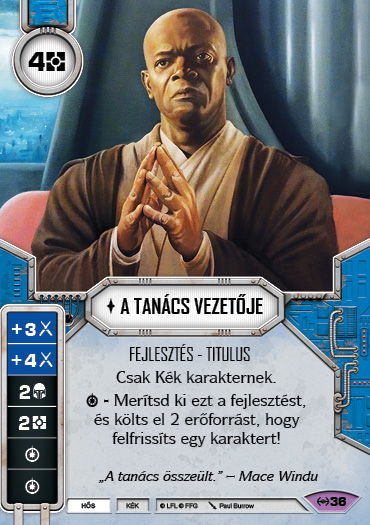 4
A TANÁCS VEZETŐJE
+3
+4
2
2
FEJLESZTÉS - TITULUS
Csak Kék karakternek.
- Merítsd ki ezt a fejlesztést,
és költs el 2 erőforrást, hogy
felfrissíts egy karaktert!
„A tanács összeült." – Mace Windu
HŐS KÉK © LFL © FFG Paul Burrow 36